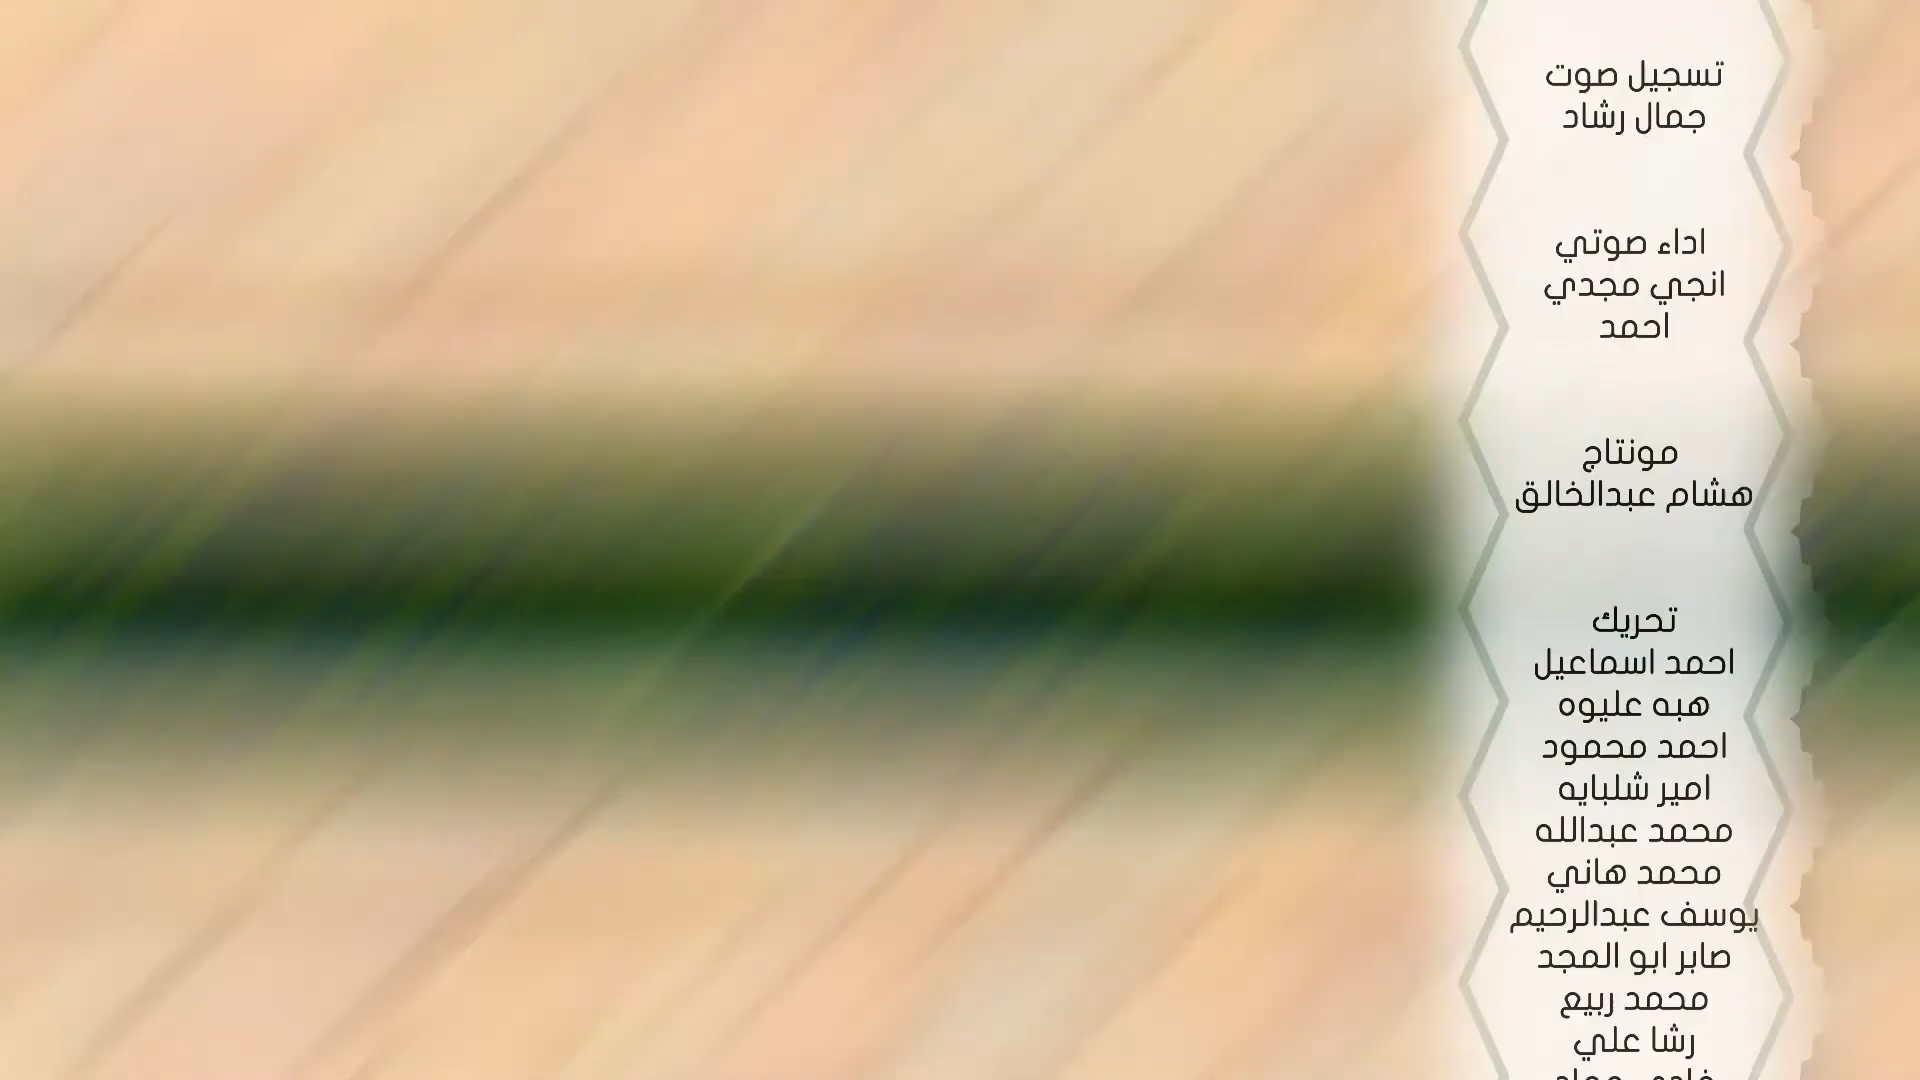 تسجيل صوت
جمال رشاد
اداء صوتي
انجي مجدي
احمد
مونتاج
هشام عبدالخالق
تحريك
احمد اسماعيل
هبه عليوه
احمد محمود
امير شلبايه
محمد عبدالله
محمد هاني
يوسف عبدالرحيم
صابر ابو المجد
محمد ربيع
رشا علي